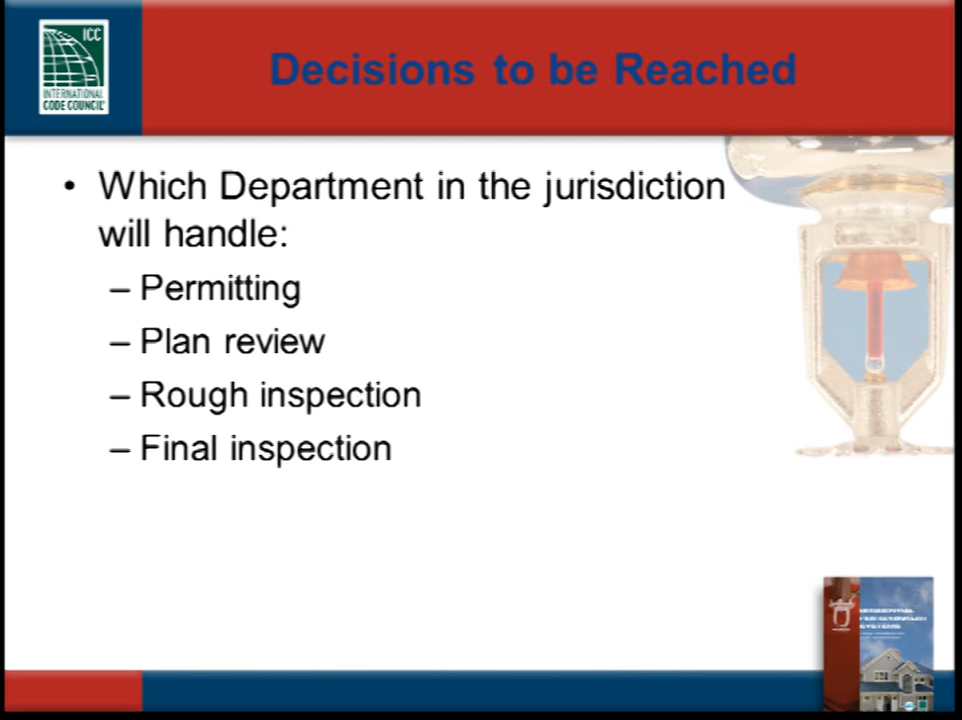 ICC
INTERNATIONAL
CODE COUNCIL
Decisions to be Reached
• Which Department in the jurisdiction
will handle:
– Permitting
– Plan review
– Rough inspection
– Final inspection
SYSTEMS